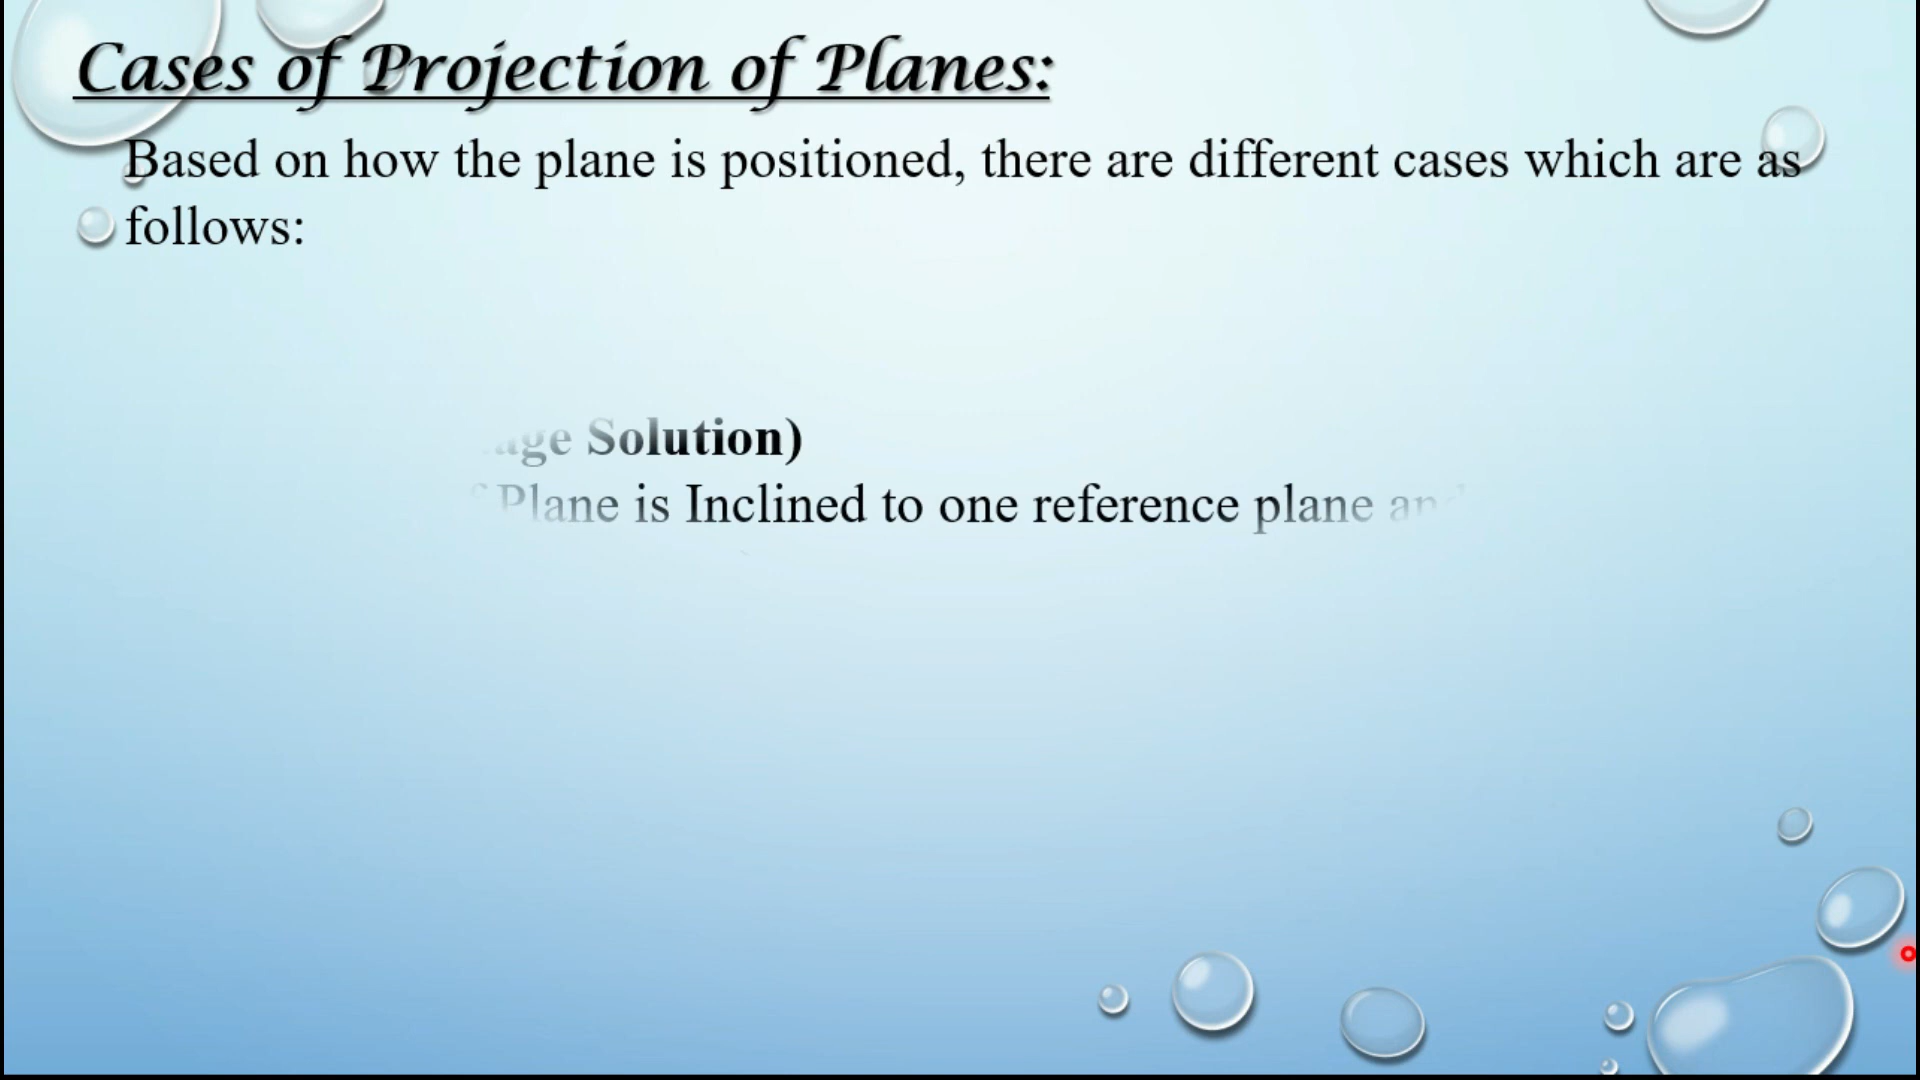 Cases of Projection of Planes:
Based on how the plane is positioned, there are different cases which are as
follows:
Solution)
Plane is Inclined to one reference plane